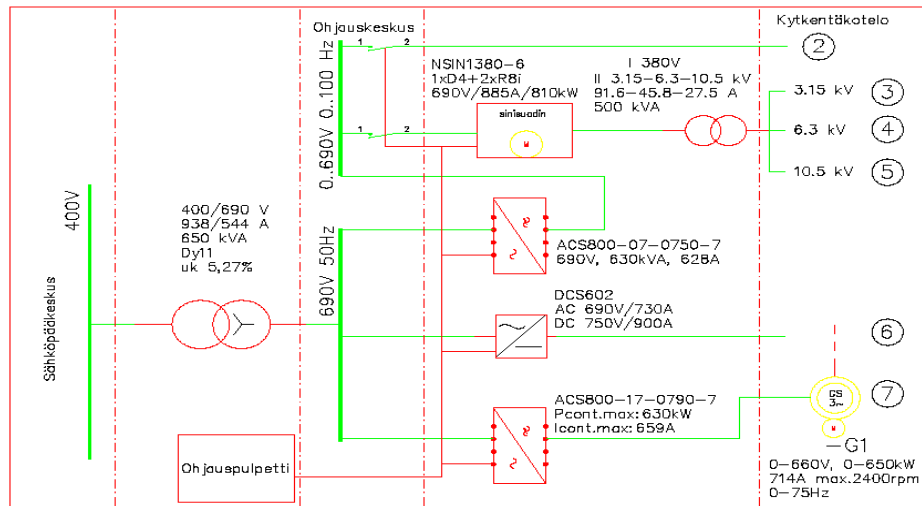 Ohjauskeskus
Kytkentäkotelo
1 2
2
0..690V 0..100 Hz
NSIN1380-6
1xD4+2xR8i
690V/885A/810kW
sinisuodin
M
I 380V
II 3.15-6.3-10.5 kV
91.6-45.8-27.5 A
500 kVA
3.15 kV 3
1 2
6.3 kV 4
10.5 kV 5
400V
Sähköpääkeskus
400/690 V
938/544 A
650 kVA
Dy11
uk 5,27%
690V 50Hz
ACS800-07-0750-7
690V, 630kVA, 628A
DCS602
AC 690V/730A
DC 750V/900A
6
ACS800-17-0790-7
Pcont.max:630kW
Icont.max:659A
GS
3~
7
M
-G1
0-660V, 0-650kW
714A max.2400rpm
0-75Hz
Ohjauspulpetti